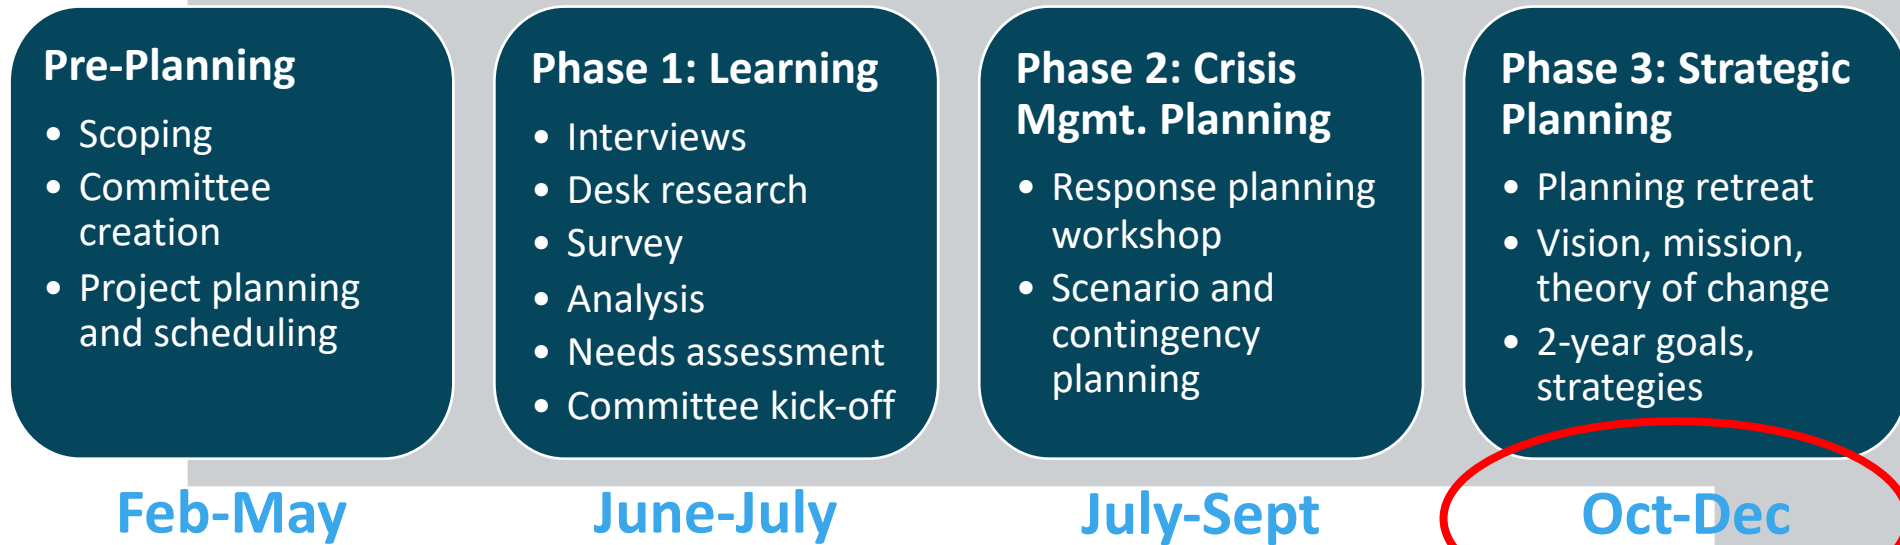 Pre-Planning
• Scoping
• Committee
creation
• Project planning
and scheduling
Phase 1: Learning
• Interviews
• Desk research
• Survey
• Analysis
• Needs assessment
• Committee kick-off
Phase 2: Crisis
Mgmt. Planning
• Response planning
workshop
• Scenario and
contingency
planning
Phase 3: Strategic
Planning
• Planning retreat
• Vision, mission,
theory of change
• 2-year goals,
strategies
Feb-May
June-July
July-Sept
Oct-Dec